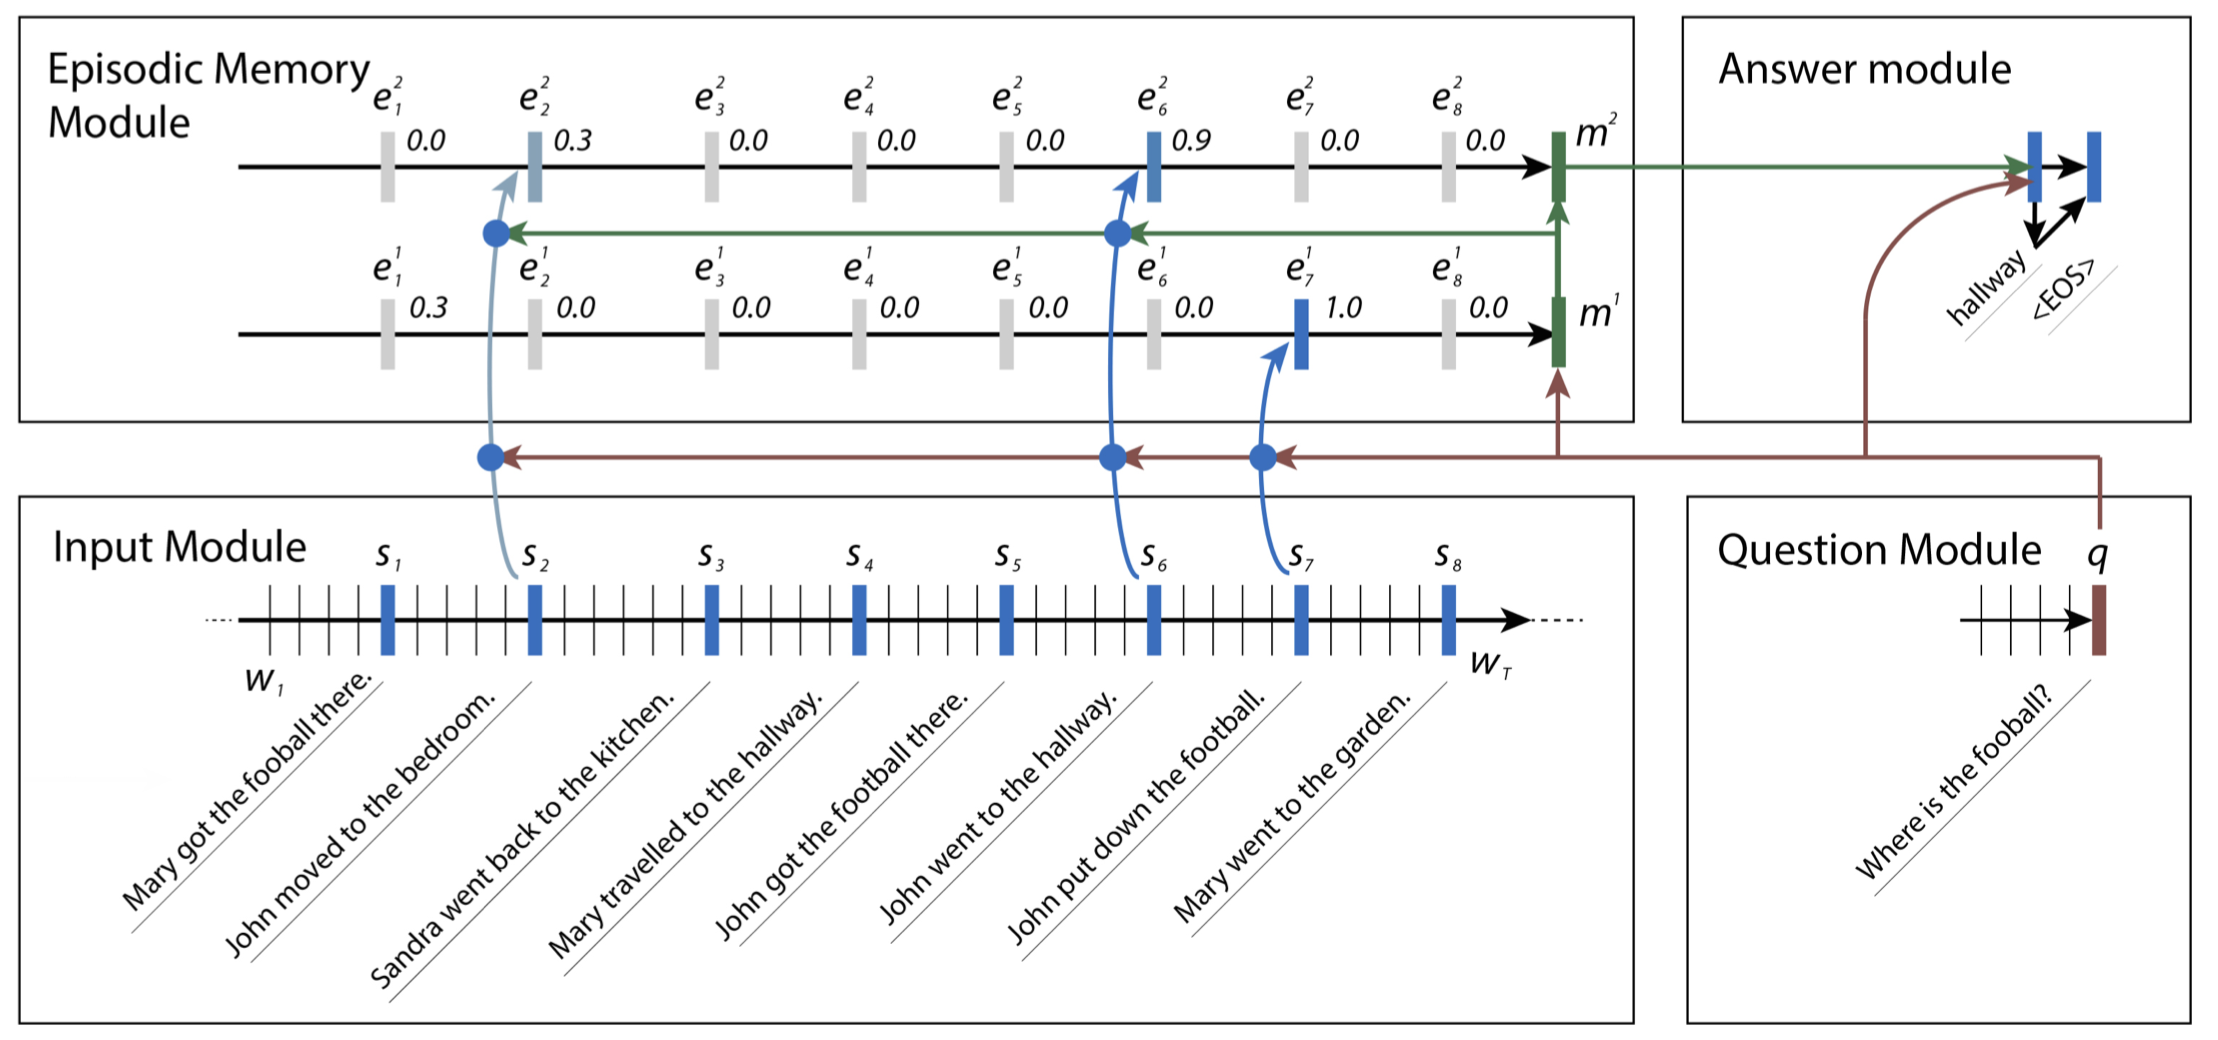 Episodic Memory
Module
e₁² e₂² e₃² e₄² e₅² e₆² e₇² e₈²
0.0 0.3 0.0 0.0 0.0 0.9 0.0 0.0 m²
e₁¹ e₂¹ e₃¹ e₄¹ e₅¹ e₆¹ e₇¹ e₈¹
0.3 0.0 0.0 0.0 0.0 0.0 1.0 0.0 m¹
Answer module
hallway
<EOS>
Input Module
s₁ s₂ s₃ s₄ s₅ s₆ s₇ s₈
w₁ w_T
Mary got the fooball there.
John moved to the bedroom.
Sandra went back to the kitchen.
Mary travelled to the hallway.
John got the football there.
John went to the hallway.
John put down the football.
Mary went to the garden.
Question Module
q
Where is the fooball?